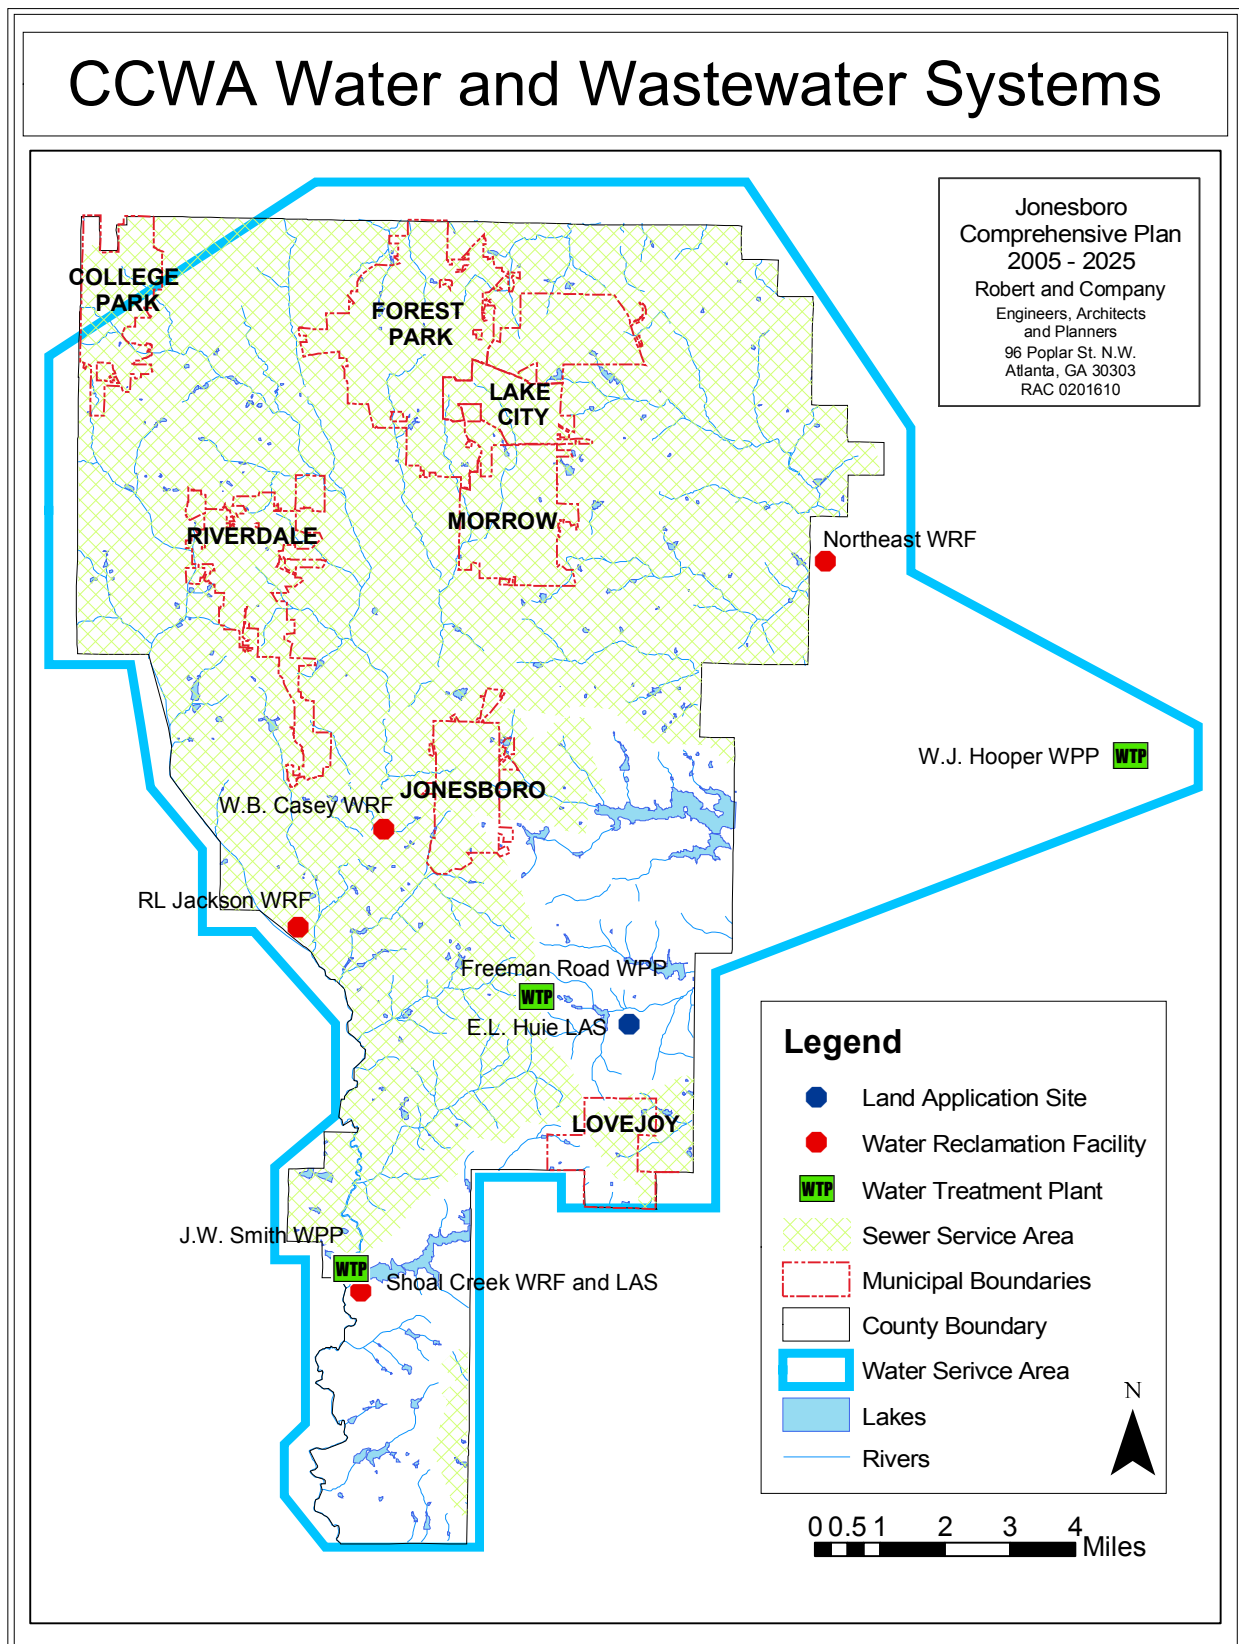 CCWA Water and Wastewater Systems
Jonesboro
Comprehensive Plan
2005 - 2025
Robert and Company
Engineers, Architects
and Planners
96 Poplar St. N.W.
Atlanta, GA 30303
RAC 0201610
COLLEGE
PARK
FOREST
PARK
LAKE
CITY
RIVERDALE
MORROW
Northeast WRF
W.J. Hooper WPP
WTP
JONESBORO
W.B. Casey WRF
RL Jackson WRF
Freeman Road WPP
WTP
E.L. Huie LAS
LOVEJOY
J.W. Smith WPP
WTP
Shoal Creek WRF and LAS
Legend
Land Application Site
Water Reclamation Facility
WTP Water Treatment Plant
Sewer Service Area
Municipal Boundaries
County Boundary
Water Serivce Area
Lakes
Rivers
N
0 0.5 1 2 3 4
Miles